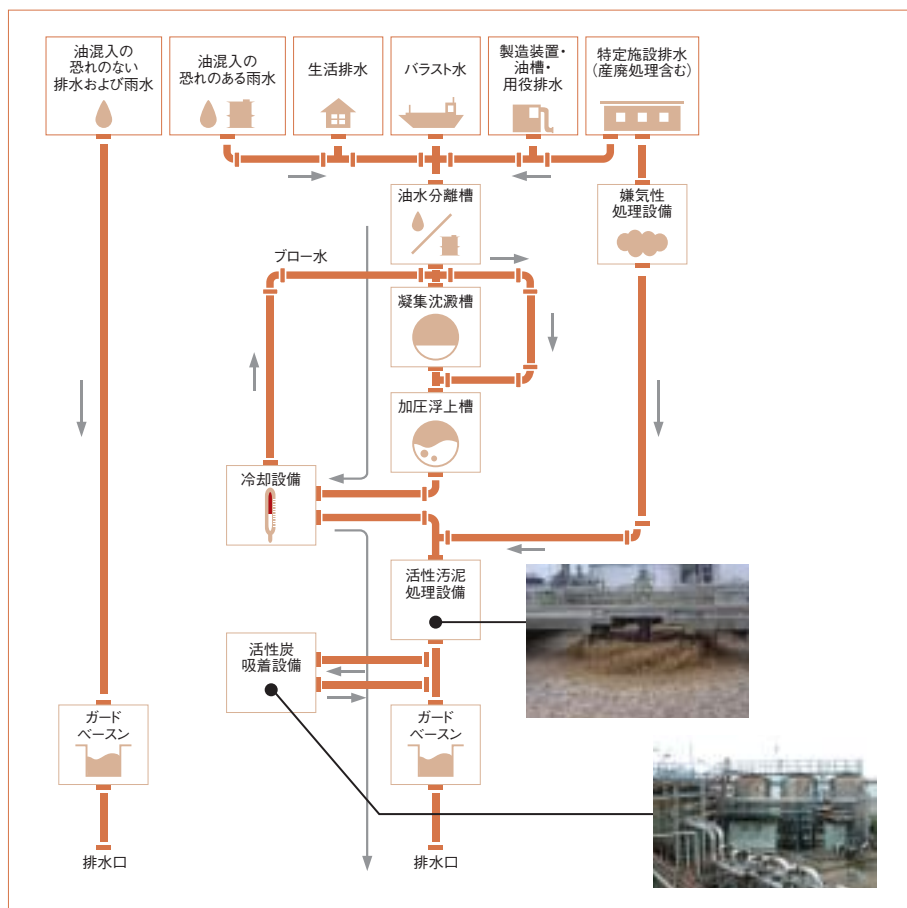 油混入の
恐れのない
排水および雨水
油混入の
恐れのある雨水
生活排水
バラスト水
製造装置・
油槽・
用役排水
特定施設排水
(産廃処理含む)
油水分離槽
嫌気性
処理設備
ブロー水
凝集沈澱槽
加圧浮上槽
冷却設備
活性汚泥
処理設備
活性炭
吸着設備
ガード
ベースン
ガード
ベースン
排水口
排水口